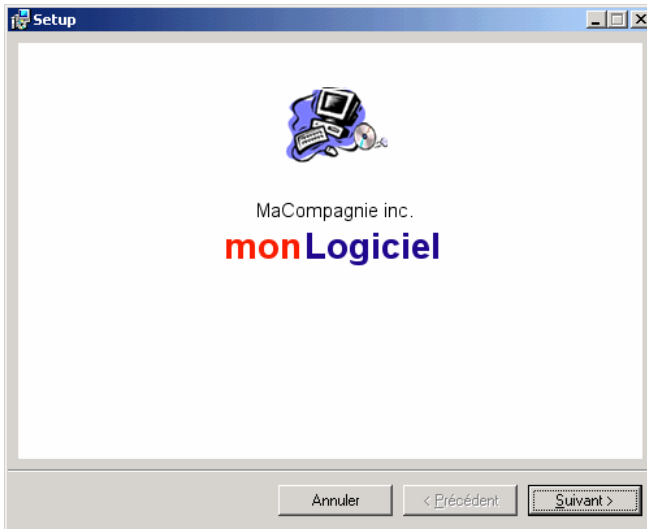 Setup
MaCompagnie inc.
monLogiciel
Annuler
< Précédent
Suivant >